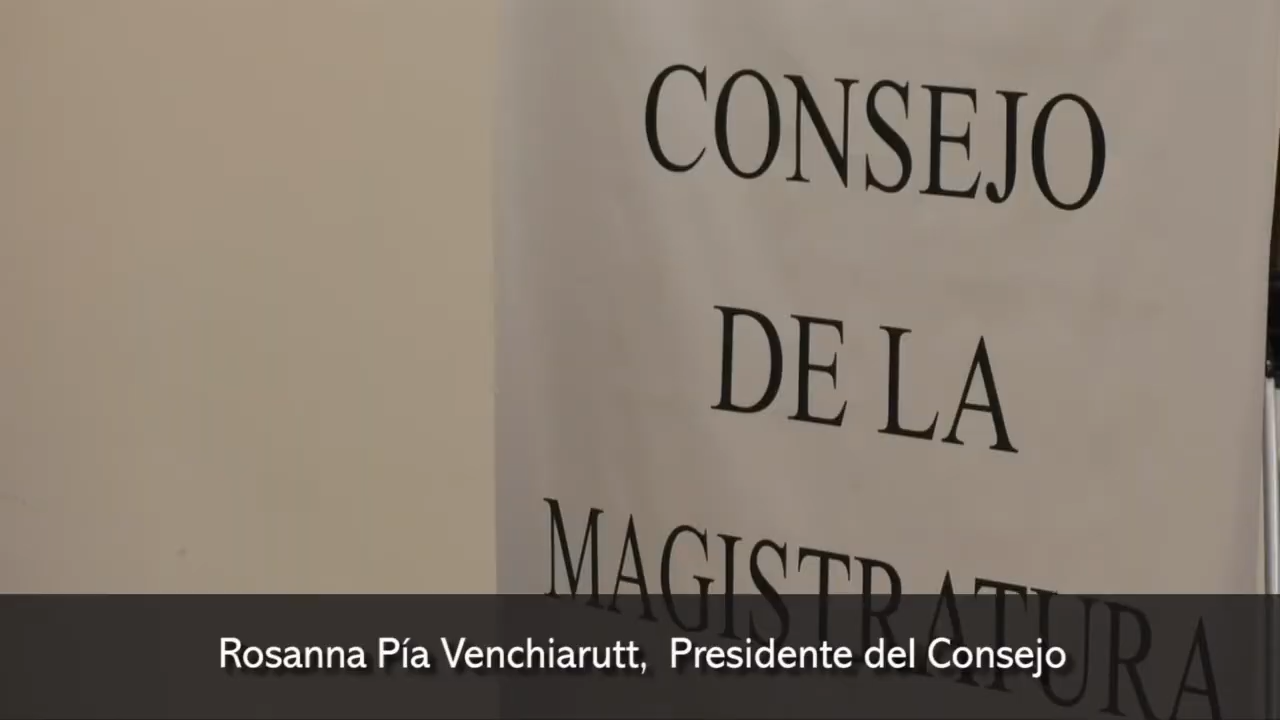 CONSEJO
DE LA
MAGISTRATURA
Rosanna Pía Venchiarutt,  Presidente del Consejo